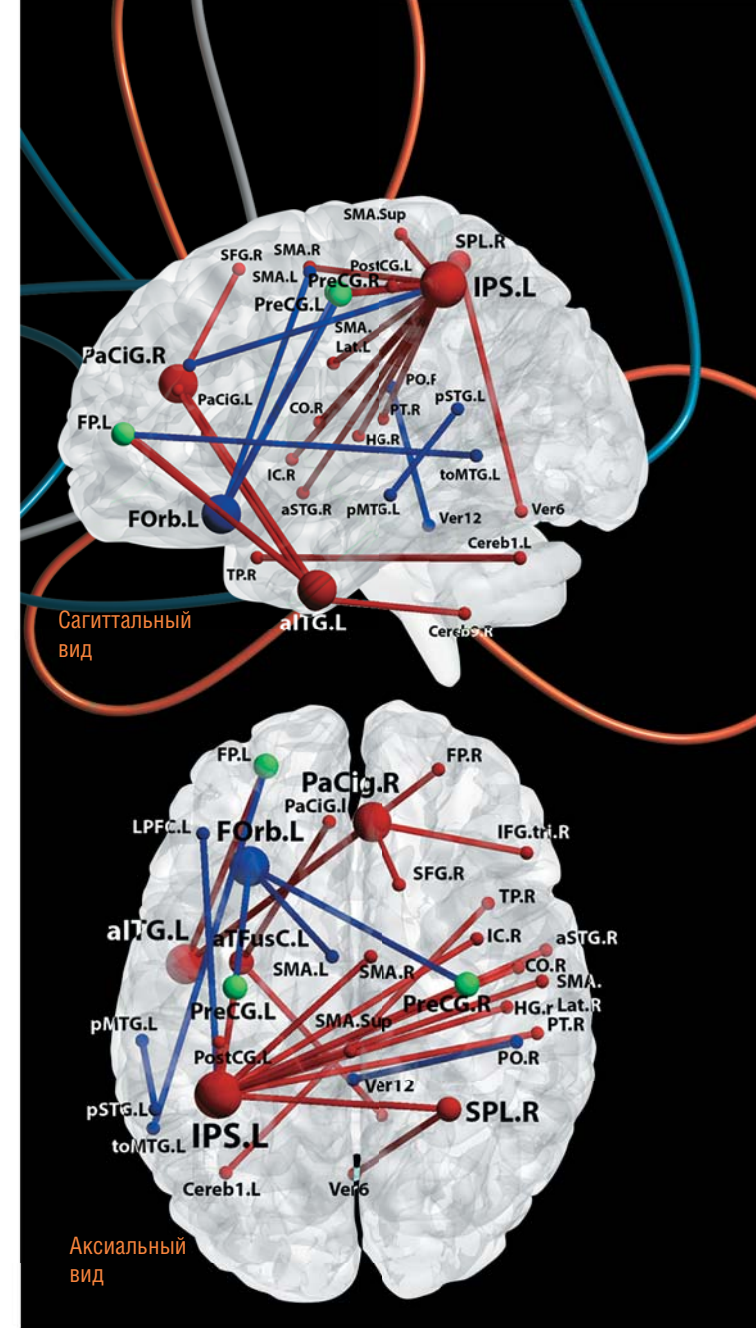 SMA.Sup
SPL.R
SFG.R
SMA.R
PostCG.L
SMA.L
PreCG.R
IPS.L
PreCG.L
SMA.
Lat.L
PaCiG.R
PO.R
PaCiG.L
pSTG.L
CO.R
PT.R
FP.L
HG.R
IC.R
toMTG.L
aSTG.R
pMTG.L
Ver12
Ver6
FOrb.L
Cereb1.L
TP.R
aITG.L
Cereb9.R
Сагиттальный
вид
FP.L
FP.R
PaCig.R
PaCiG.l
LPFC.L
FOrb.L
IFG.tri.R
SFG.R
TP.R
aITG.L
aTFusC.L
IC.R
aSTG.R
SMA.L
SMA.R
CO.R
SMA.
PreCG.L
PreCG.R
HG.r
Lat.R
pMTG.L
SMA.Sup
PT.R
PostCG.L
PO.R
Ver12
pSTG.L
IPS.L
SPL.R
toMTG.L
Cereb1.L
Ver6
Аксиальный
вид